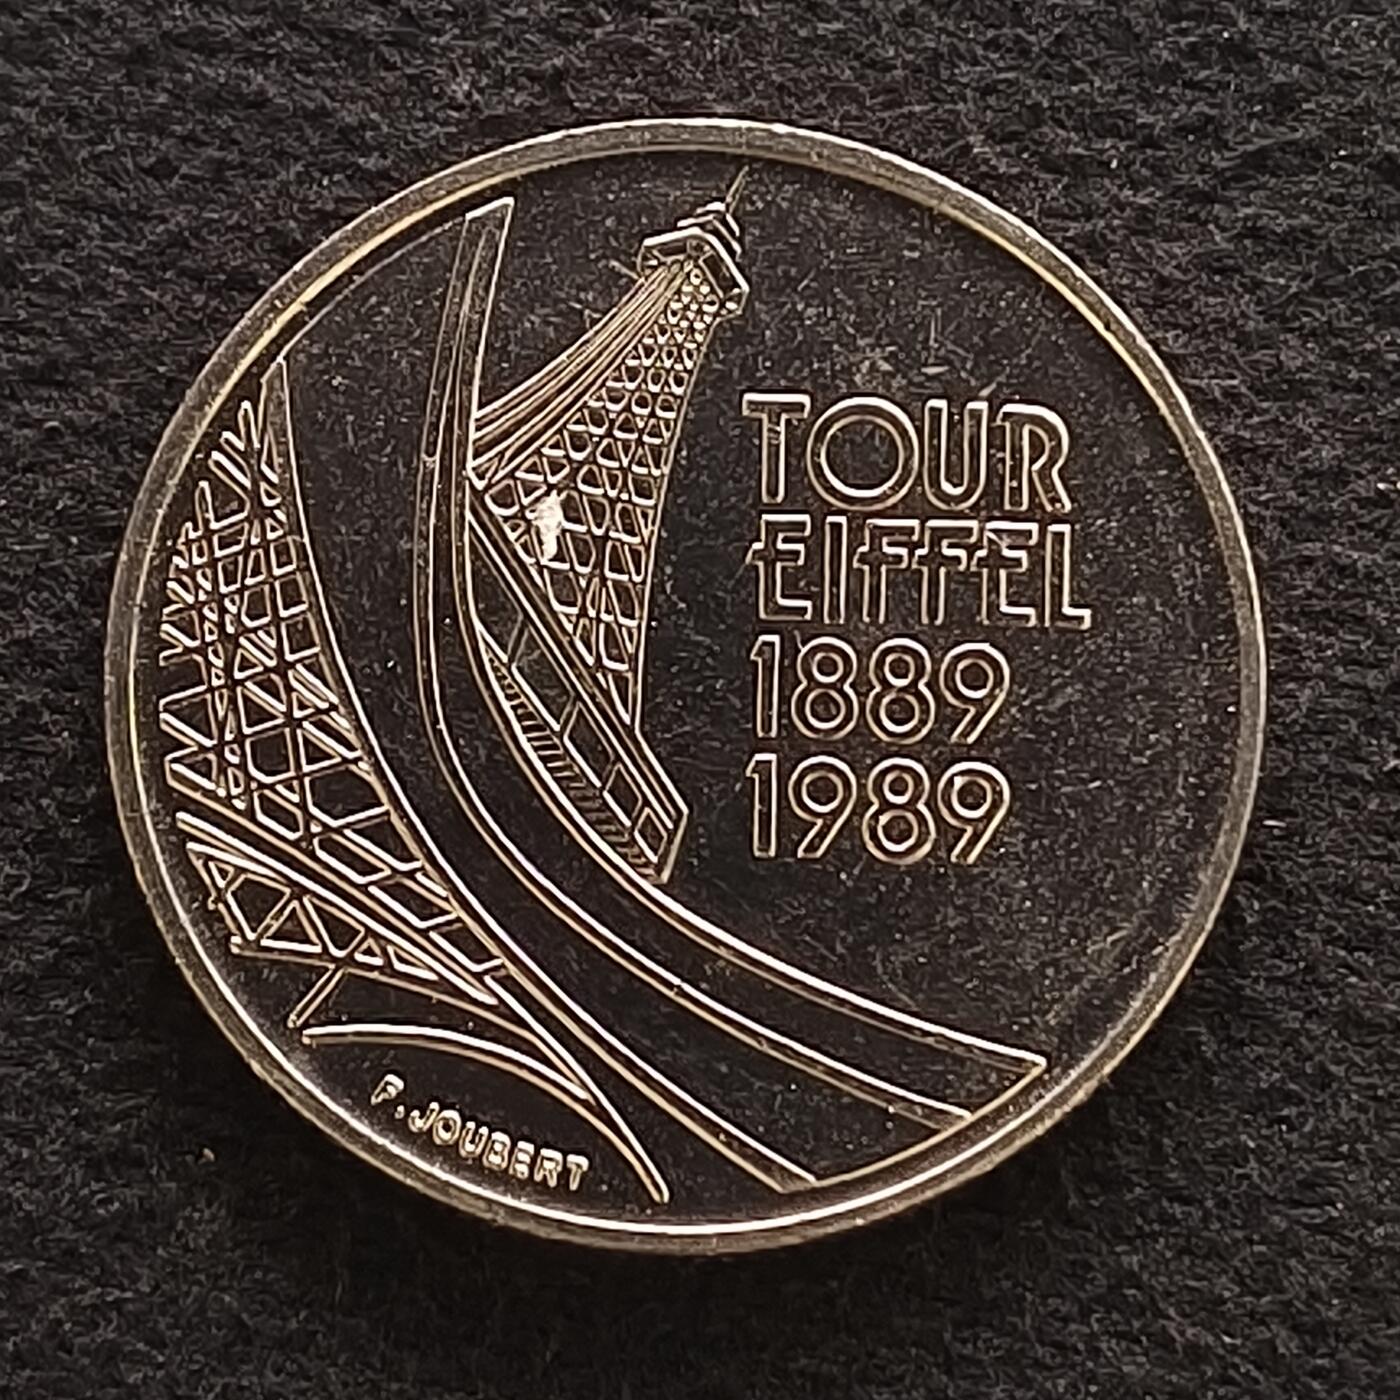 TOUR
EIFFEL
1889
1989
F. JOUBERT